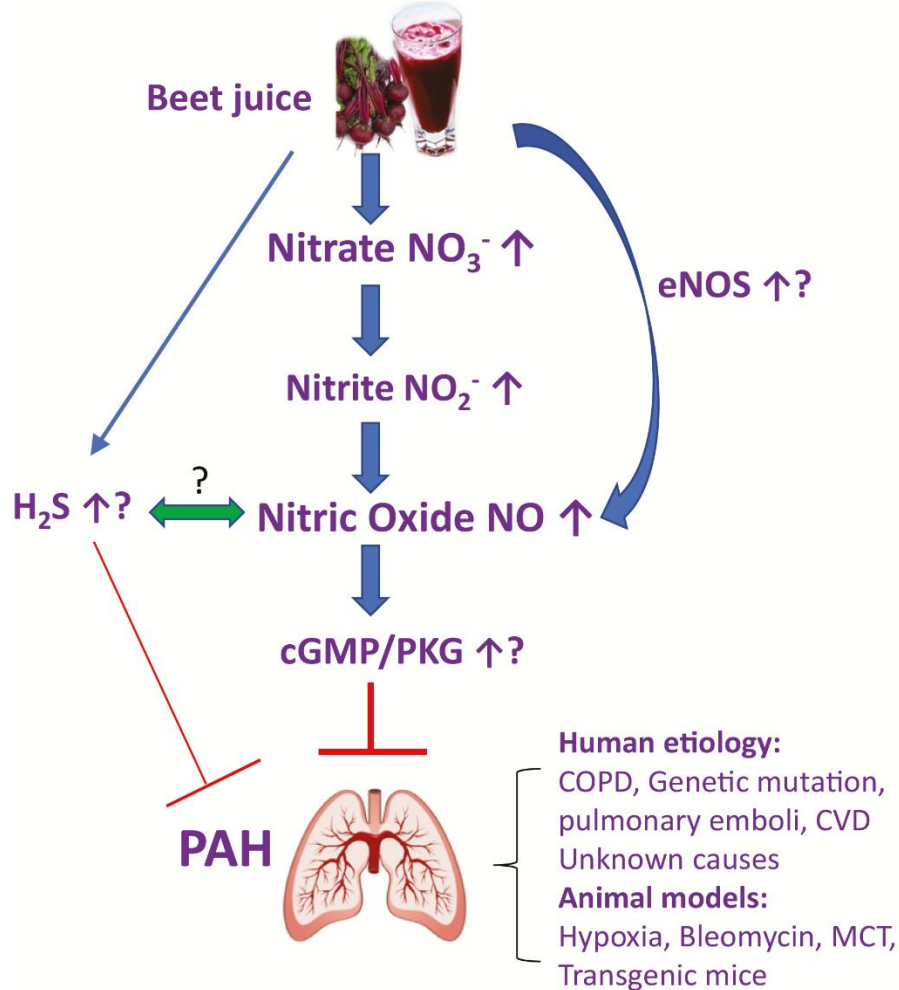 Beet juice
Nitrate NO₃⁻ ↑
eNOS ↑?
Nitrite NO₂⁻ ↑
?
H₂S ↑?
Nitric Oxide NO ↑
cGMP/PKG ↑?
PAH
Human etiology:
COPD, Genetic mutation,
pulmonary emboli, CVD
Unknown causes
Animal models:
Hypoxia, Bleomycin, MCT,
Transgenic mice